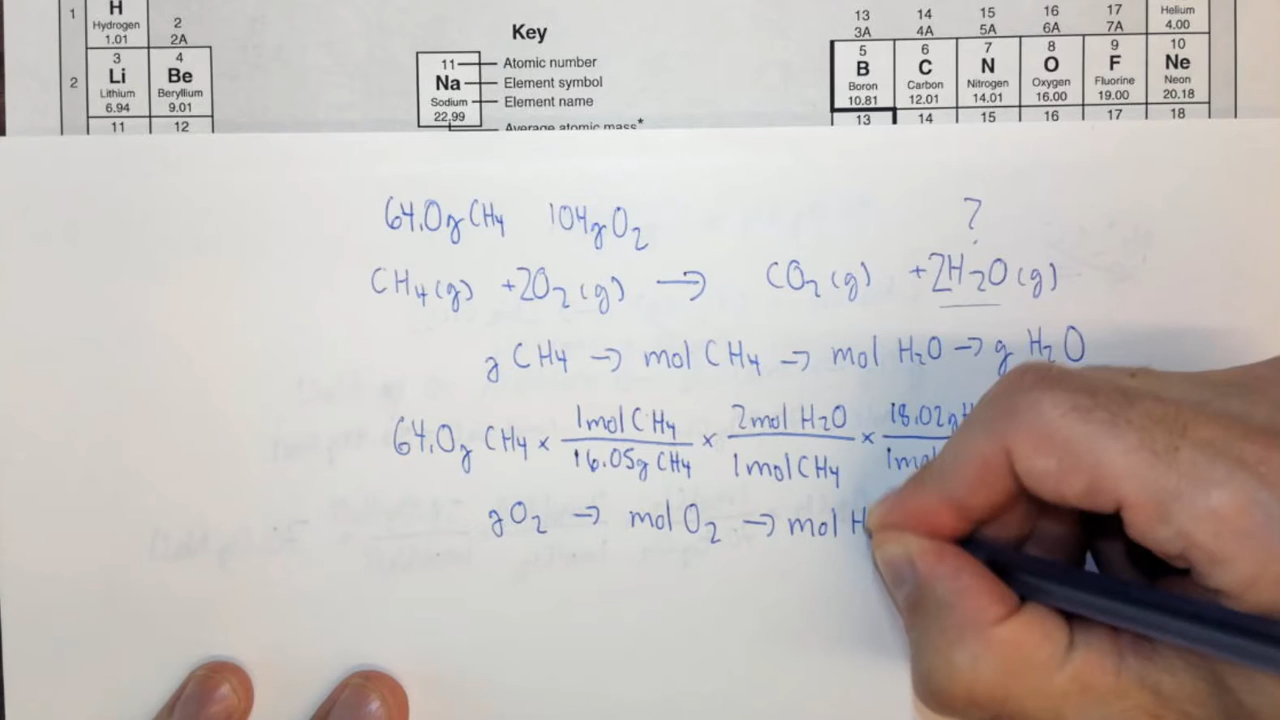 1 H 13 14 15 16 17 Helium
Hydrogen 2 Key 3A 4A 5A 6A 7A 4.00
1.01 2A
3 4 11 Atomic number 5 6 7 8 9 10
2 Li Be Na Element symbol B C N O F Ne
Lithium Beryllium Sodium Element name Boron Carbon Nitrogen Oxygen Fluorine Neon
6.94 9.01 22.99 Average atomic mass* 10.81 12.01 14.01 16.00 19.00 20.18
11 12 13 14 15 16 17 18
64.0g CH4 104g O2 ?
CH4(g) +2O2(g) → CO2(g) +2H2O(g)
g CH4 → mol CH4 → mol H2O → g H2O
64.0g CH4 × 1mol CH4 / 16.05g CH4 × 2mol H2O / 1mol CH4 × 18.02g H / 1mol
g O2 → mol O2 → mol H